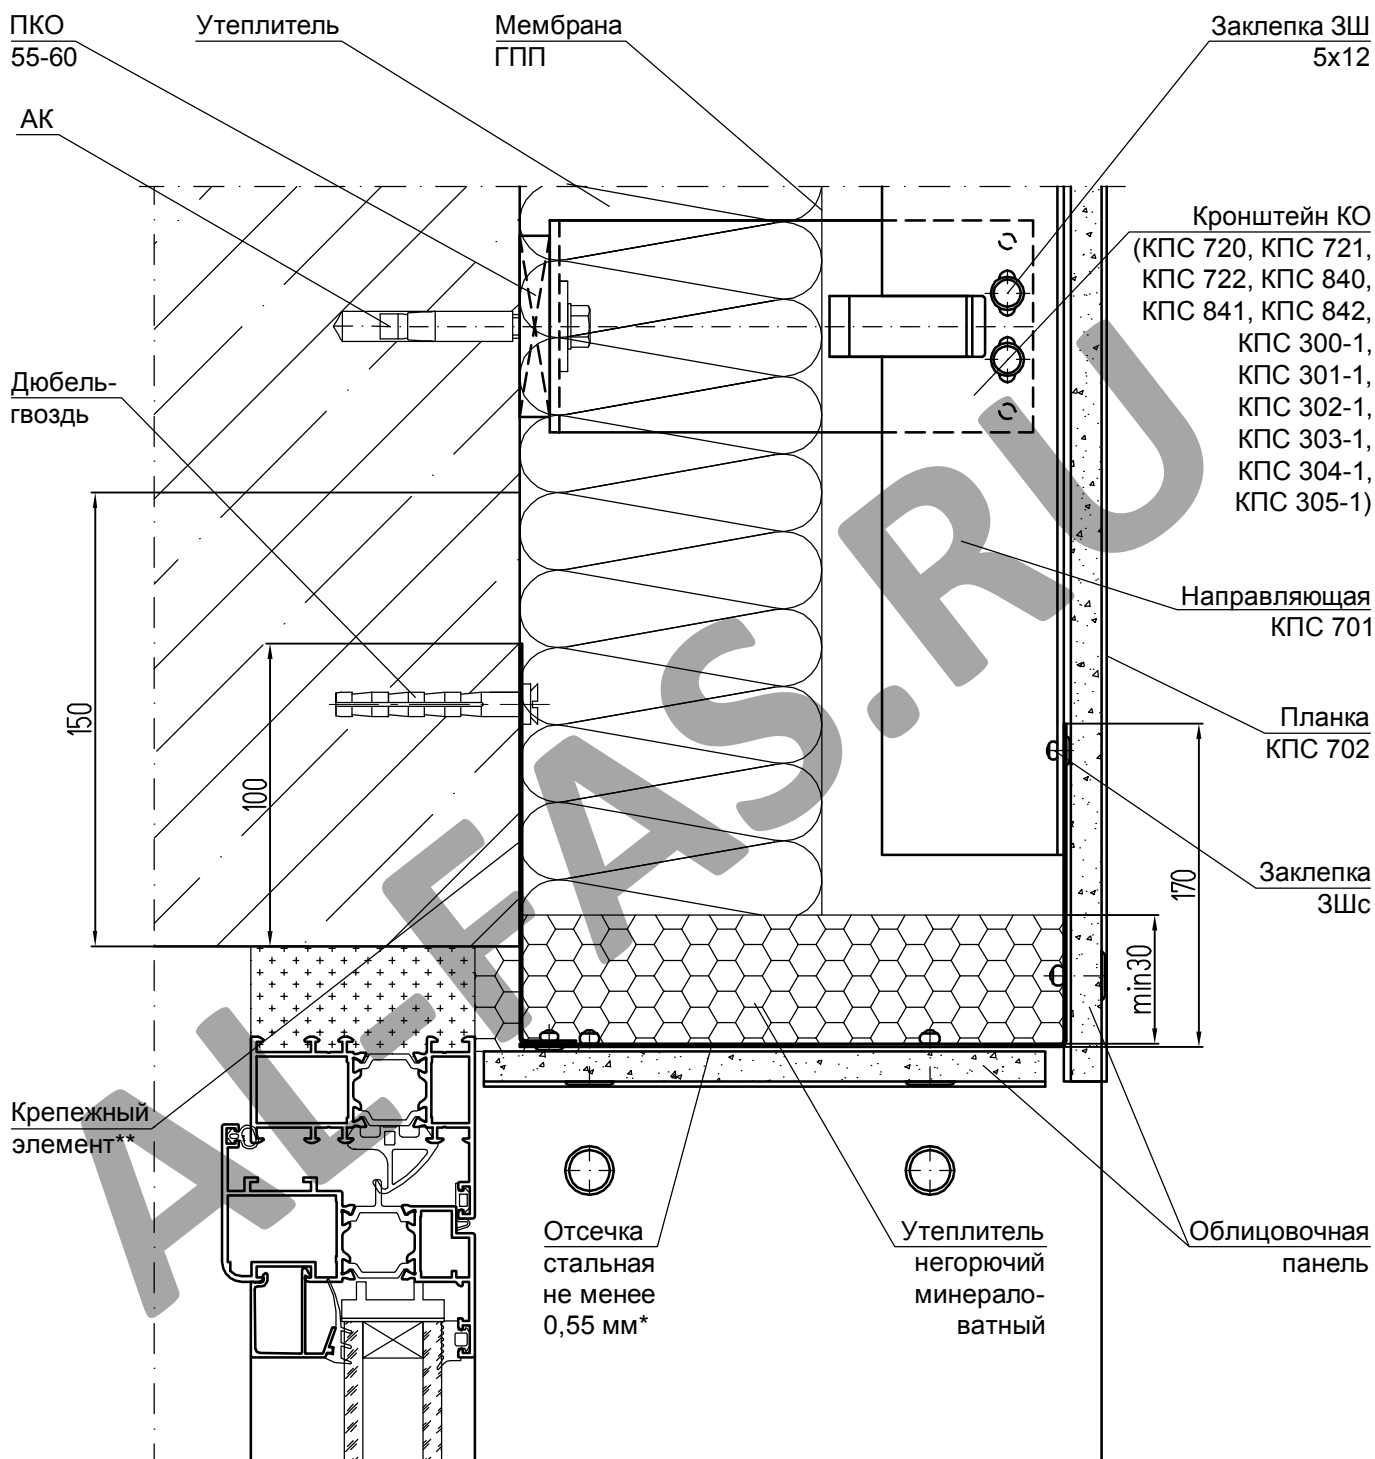 ПКО
55-60
Утеплитель
Мембрана
ГПП
Заклепка ЗШ
5х12
АК
Кронштейн КО
(КПС 720, КПС 721,
КПС 722, КПС 840,
КПС 841, КПС 842,
КПС 300-1,
КПС 301-1,
КПС 302-1,
КПС 303-1,
КПС 304-1,
КПС 305-1)
Дюбель-
гвоздь
Направляющая
КПС 701
Планка
КПС 702
150
100
Заклепка
ЗШс
170
min30
Крепежный
элемент**
Отсечка
стальная
не менее
0,55 мм*
Утеплитель
негорючий
минерало-
ватный
Облицовочная
панель
AL-FAS.RU